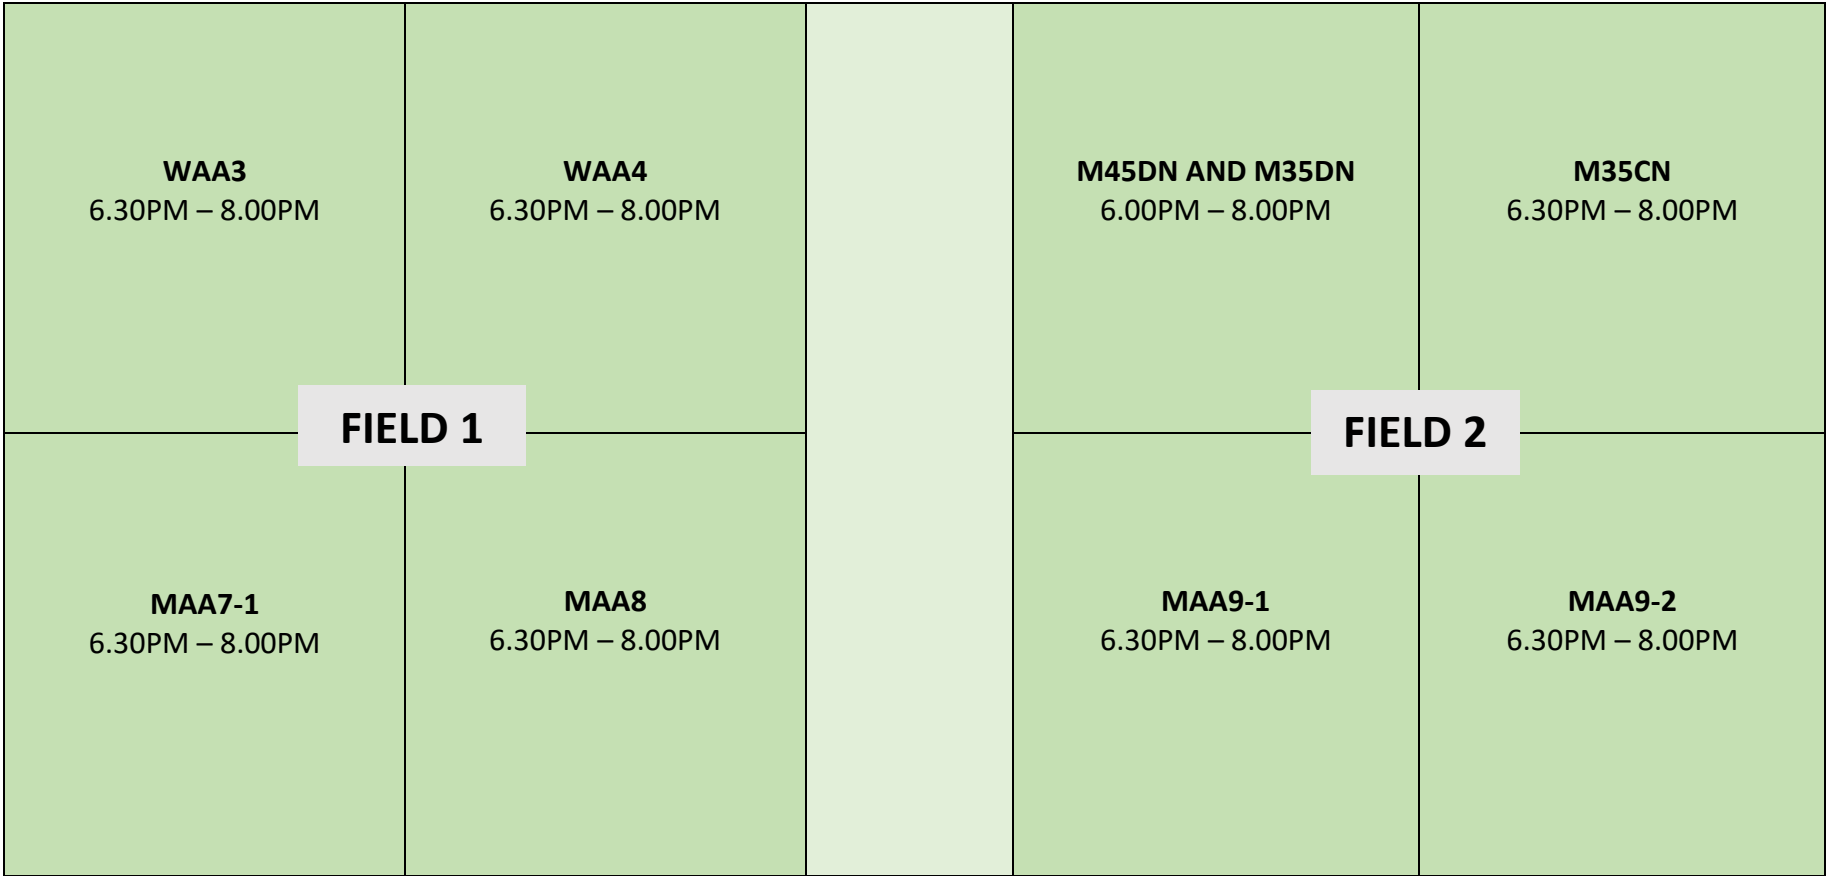 WAA3
6.30PM – 8.00PM
WAA4
6.30PM – 8.00PM
M45DN AND M35DN
6.00PM – 8.00PM
M35CN
6.30PM – 8.00PM
FIELD 1
FIELD 2
MAA7-1
6.30PM – 8.00PM
MAA8
6.30PM – 8.00PM
MAA9-1
6.30PM – 8.00PM
MAA9-2
6.30PM – 8.00PM